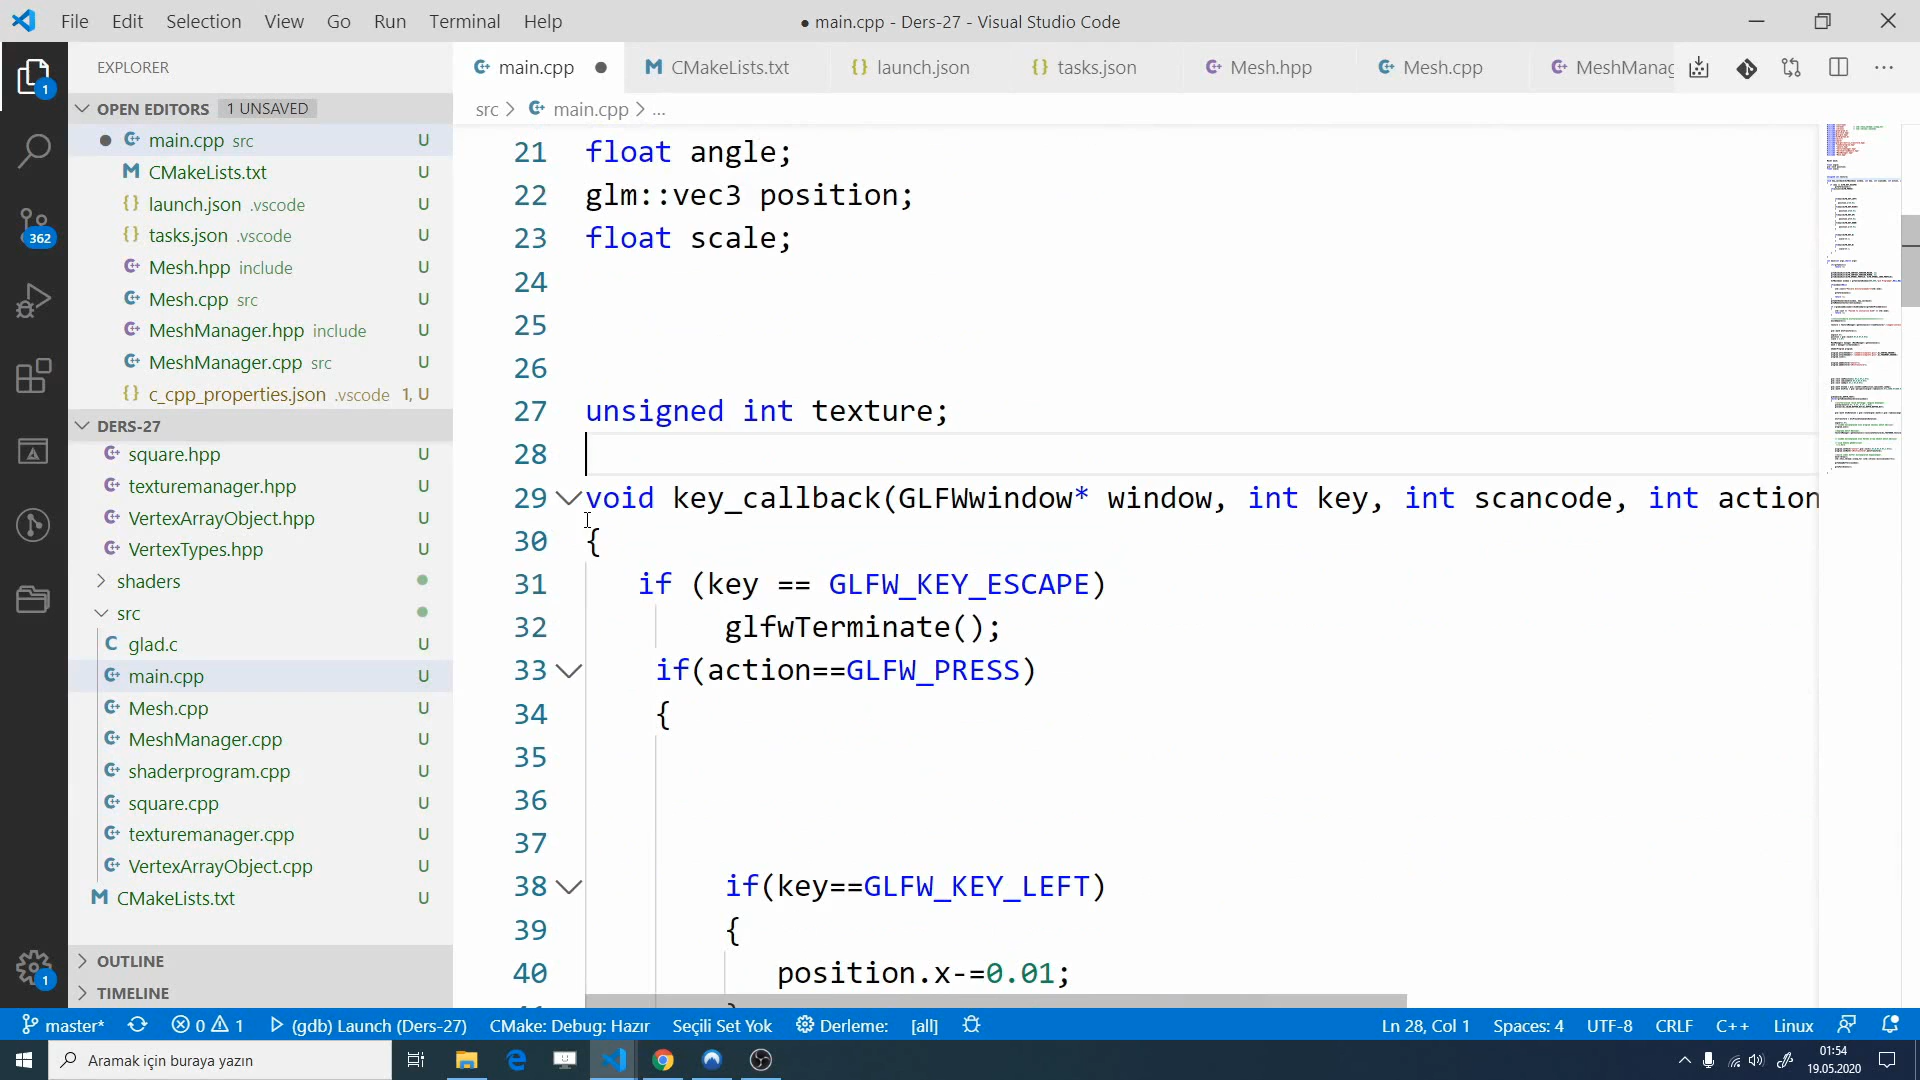 File Edit Selection View Go Run Terminal Help
● main.cpp - Ders-27 - Visual Studio Code
EXPLORER
OPEN EDITORS 1 UNSAVED
main.cpp src U
CMakeLists.txt U
launch.json .vscode U
tasks.json .vscode U
Mesh.hpp include U
Mesh.cpp src U
MeshManager.hpp include U
MeshManager.cpp src U
c_cpp_properties.json .vscode 1, U
DERS-27
square.hpp U
texturemanager.hpp U
VertexArrayObject.hpp U
VertexTypes.hpp U
shaders
src
glad.c U
main.cpp U
Mesh.cpp U
MeshManager.cpp U
shaderprogram.cpp U
square.cpp U
texturemanager.cpp U
VertexArrayObject.cpp U
CMakeLists.txt U
OUTLINE
TIMELINE
1
362
1
main.cpp CMakeLists.txt launch.json tasks.json Mesh.hpp Mesh.cpp MeshManag
src > main.cpp > ...
21 float angle;
22 glm::vec3 position;
23 float scale;
24
25
26
27 unsigned int texture;
28
29 void key_callback(GLFWwindow* window, int key, int scancode, int action
30 {
31 if (key == GLFW_KEY_ESCAPE)
32 glfwTerminate();
33 if(action==GLFW_PRESS)
34 {
35
36
37
38 if(key==GLFW_KEY_LEFT)
39 {
40 position.x-=0.01;
master* 0 1 (gdb) Launch (Ders-27) CMake: Debug: Hazır Seçili Set Yok Derleme: [all] Ln 28, Col 1 Spaces: 4 UTF-8 CRLF C++ Linux
Aramak için buraya yazın
01:54
19.05.2020